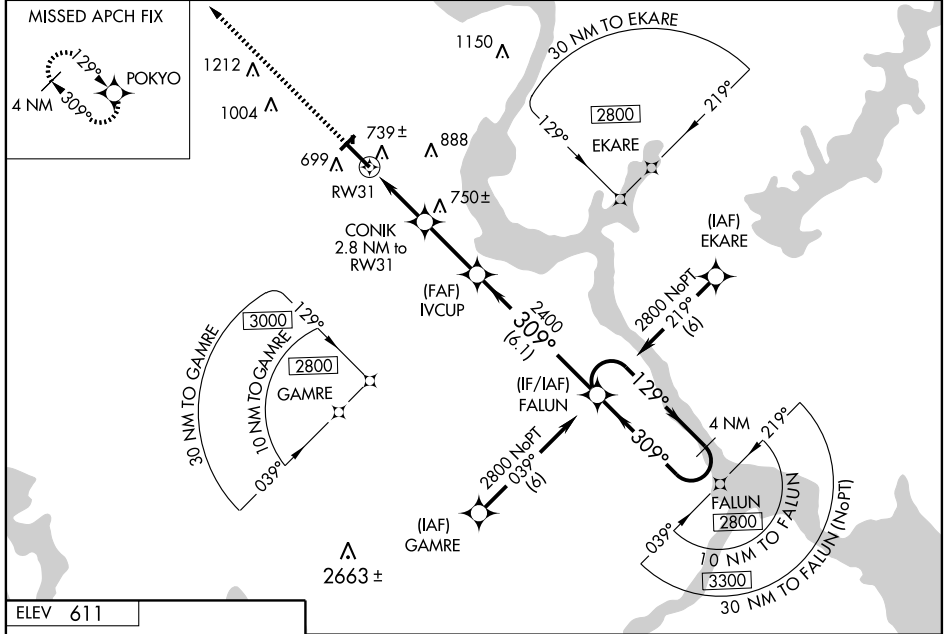 MISSED APCH FIX
129°
POKYO
4 NM
309°
1212
1004
1150
739±
699
888
RW31
750±
CONIK
2.8 NM to
RW31
(FAF)
IVCUP
30 NM TO EKARE
2800
129°
219°
EKARE
(IAF)
EKARE
2800 NoPT
219°
(6)
2400
309°
(6.1)
3000
129°
2800
GAMRE
30 NM TO GAMRE
10 NM TO GAMRE
039°
(IF/IAF)
FALUN
129°
309°
4 NM
2800 NoPT
039°
(6)
(IAF)
GAMRE
219°
FALUN
2800
039°
10 NM TO FALUN
3300
30 NM TO FALUN (NoPT)
2663 ±
ELEV 611